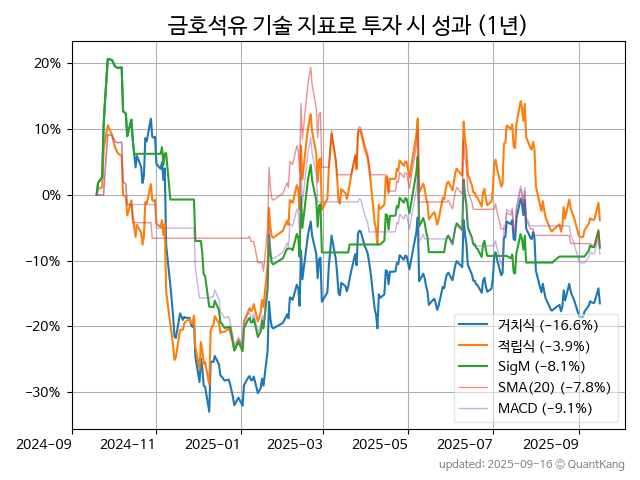 금호석유 기술 지표로 투자 시 성과 (1년)
20%
10%
0%
−10%
−20%
−30%
거치식 (−16.6%)
적립식 (−3.9%)
SigM (−8.1%)
SMA(20) (−7.8%)
MACD (−9.1%)
2024-09 2024-11 2025-01 2025-03 2025-05 2025-07 2025-09
updated: 2025-09-16 ⓒ QuantKang